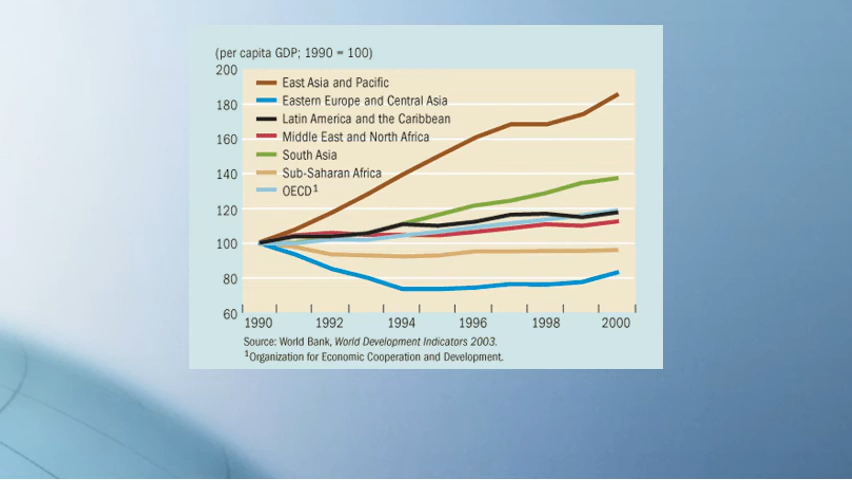 (per capita GDP; 1990 = 100)
200
180
160
140
120
100
80
60
East Asia and Pacific
Eastern Europe and Central Asia
Latin America and the Caribbean
Middle East and North Africa
South Asia
Sub-Saharan Africa
OECD¹
1990 1992 1994 1996 1998 2000
Source: World Bank, World Development Indicators 2003.
¹Organization for Economic Cooperation and Development.